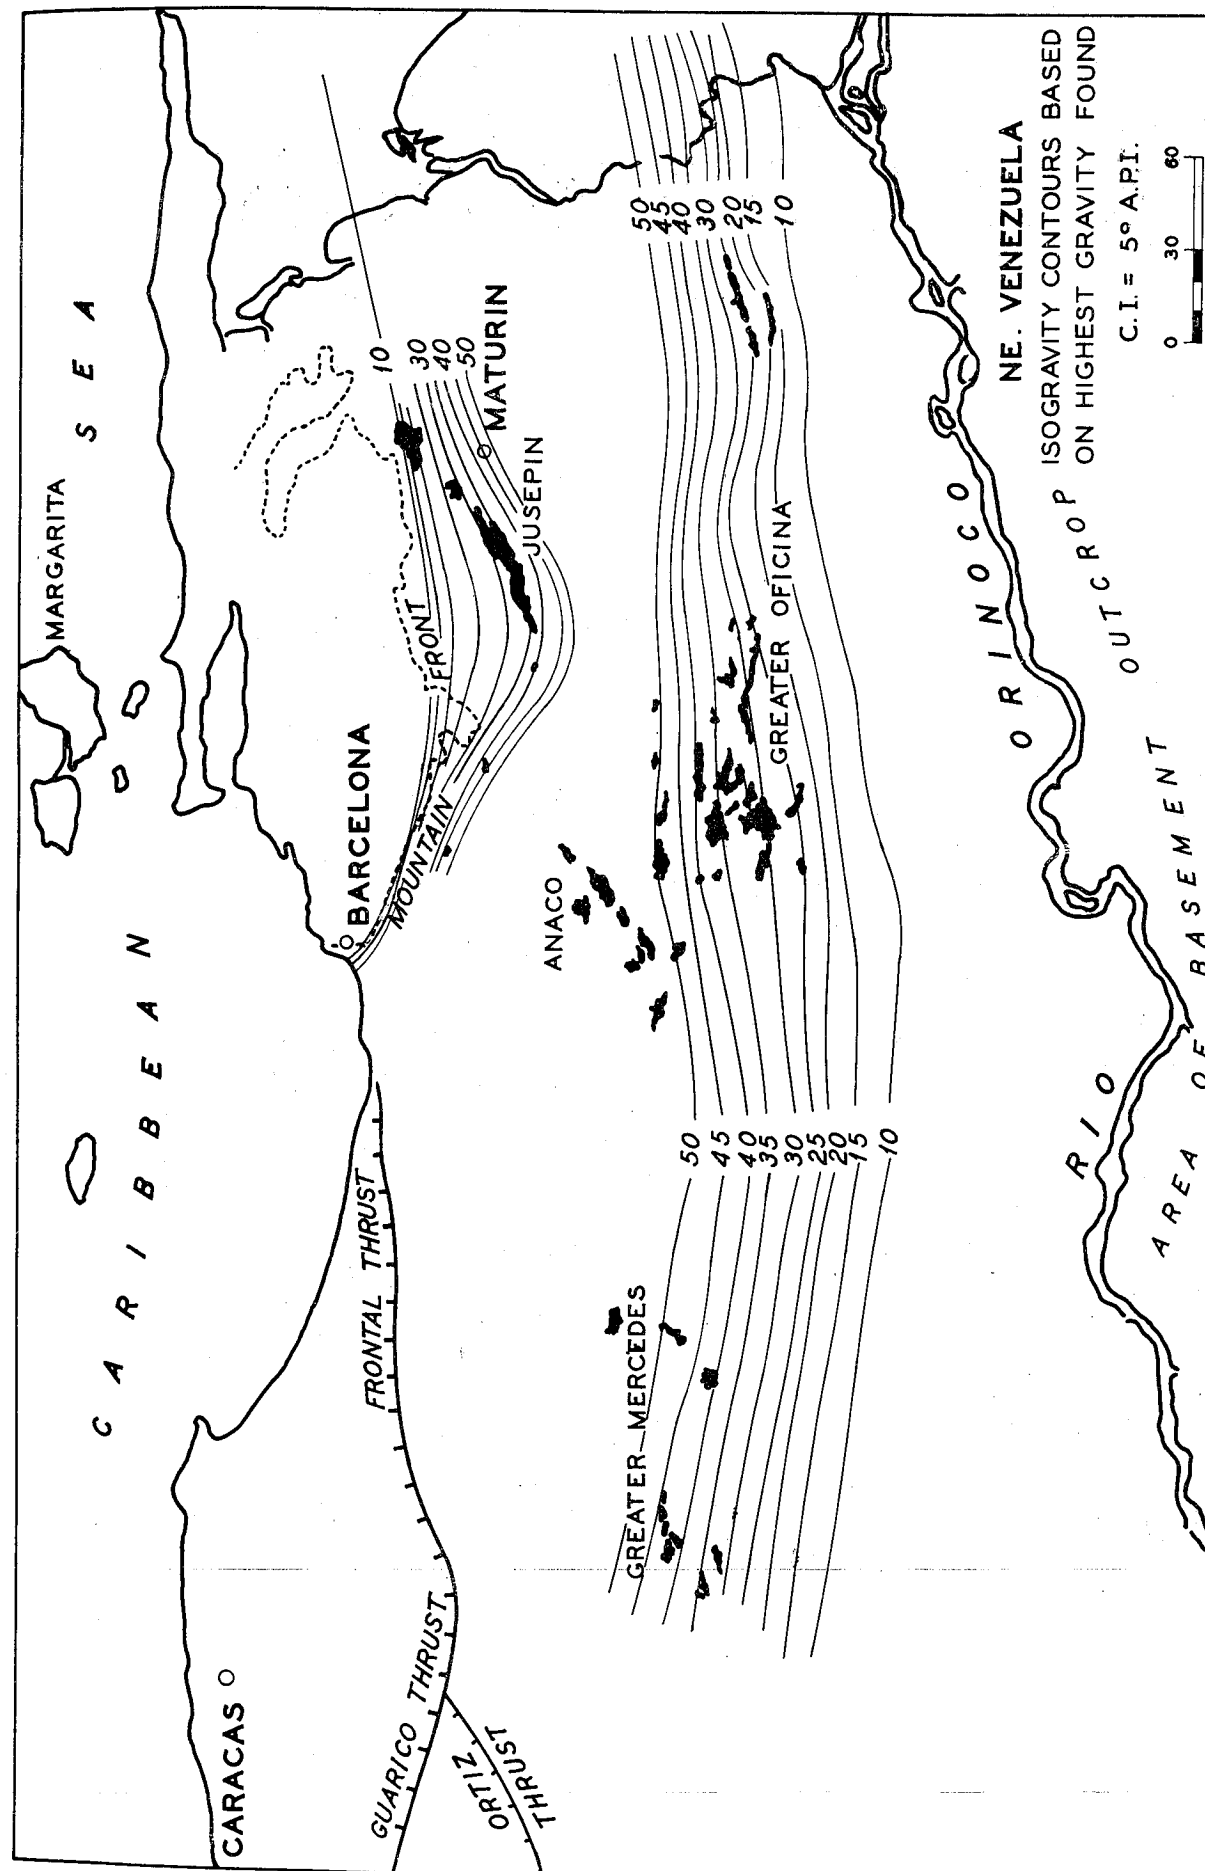 NE. VENEZUELA
ISOGRAVITY CONTOURS BASED
ON HIGHEST GRAVITY FOUND
C.I. = 5° A.P.I.
0 30 60
CARIBBEAN SEA
MARGARITA
CARACAS
BARCELONA
MATURIN
JUSEPIN
MOUNTAIN FRONT
10
30
40
50
FRONTAL THRUST
GUARICO THRUST
ORTIZ
THRUST
ANACO
GREATER OFICINA
GREATER MERCEDES
50
45
40
30
20
15
10
50
45
40
35
30
25
20
15
10
RIO ORINOCO
AREA OF BASEMENT OUTCROP